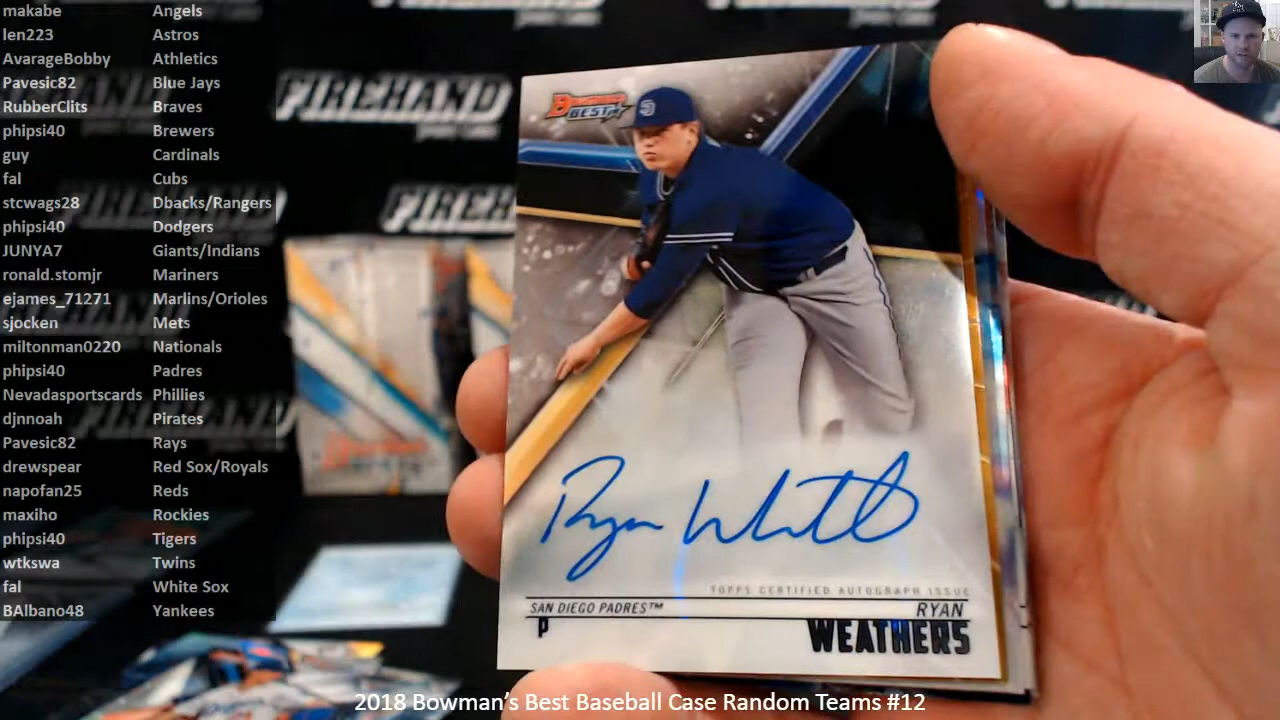 makabe Angels
len223 Astros
AvarageBobby Athletics
Pavesic82 Blue Jays
RubberClits Braves
phipsi40 Brewers
guy Cardinals
fal Cubs
stcwags28 Dbacks/Rangers
phipsi40 Dodgers
JUNYA7 Giants/Indians
ronald.stomjr Mariners
ejames_71271 Marlins/Orioles
sjocken Mets
miltonman0220 Nationals
phipsi40 Padres
Nevadasportscards Phillies
djnnoah Pirates
Pavesic82 Rays
drewspear Red Sox/Royals
napofan25 Reds
maxiho Rockies
phipsi40 Tigers
wtkswa Twins
fal White Sox
BAlbano48 Yankees
FIREHAND
FIREHAND
BOWMAN'S
BEST
Ryan
TOPPS CERTIFIED AUTOGRAPH ISSUE
SAN DIEGO PADRES™ RYAN
P WEATHERS
2018 Bowman's Best Baseball Case Random Teams #12